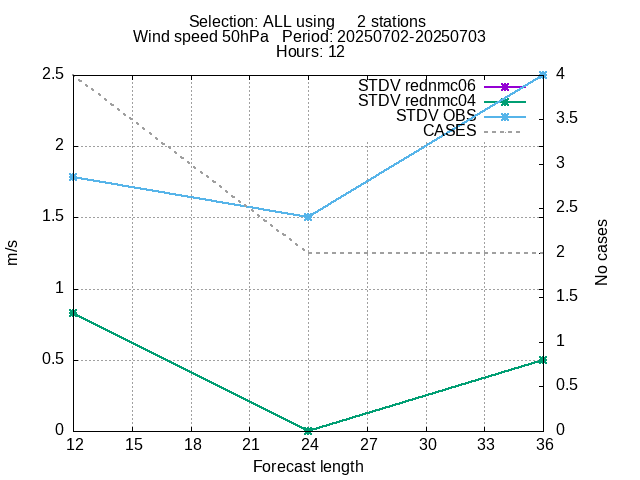 Selection: ALL using     2 stations
Wind speed 50hPa   Period: 20250702-20250703
Hours: 12
STDV rednmc06
STDV rednmc04
STDV OBS
CASES
2.5
2
1.5
1
0.5
0
m/s
4
3.5
3
2.5
2
1.5
1
0.5
0
No cases
12 15 18 21 24 27 30 33 36
Forecast length